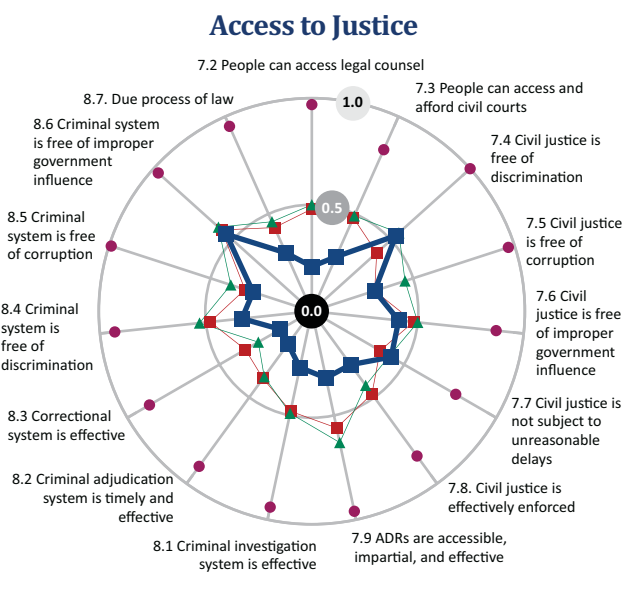 Access to Justice
7.2 People can access legal counsel
7.3 People can access and
afford civil courts
7.4 Civil justice is
free of
discrimination
7.5 Civil justice
is free of
corruption
7.6 Civil
justice is free
of improper
government
influence
7.7 Civil justice is
not subject to
unreasonable
delays
7.8. Civil justice is
effectively enforced
7.9 ADRs are accessible,
impartial, and effective
8.1 Criminal investigation
system is effective
8.2 Criminal adjudication
system is timely and
effective
8.3 Correctional
system is effective
8.4 Criminal
system is
free of
discrimination
8.5 Criminal
system is free
of corruption
8.6 Criminal system
is free of improper
government
influence
8.7. Due process of law
1.0
0.5
0.0